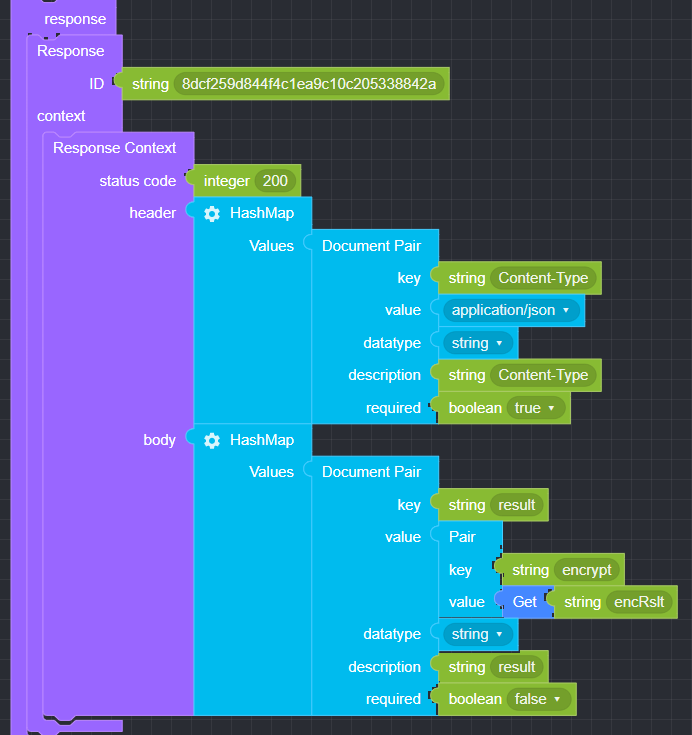 response
Response
ID string 8dcf259d844f4c1ea9c10c205338842a
context
Response Context
status code integer 200
header HashMap
Values Document Pair
key string Content-Type
value application/json
datatype string
description string Content-Type
required boolean true
body HashMap
Values Document Pair
key string result
value Pair
key string encrypt
value Get string encRslt
datatype string
description string result
required boolean false